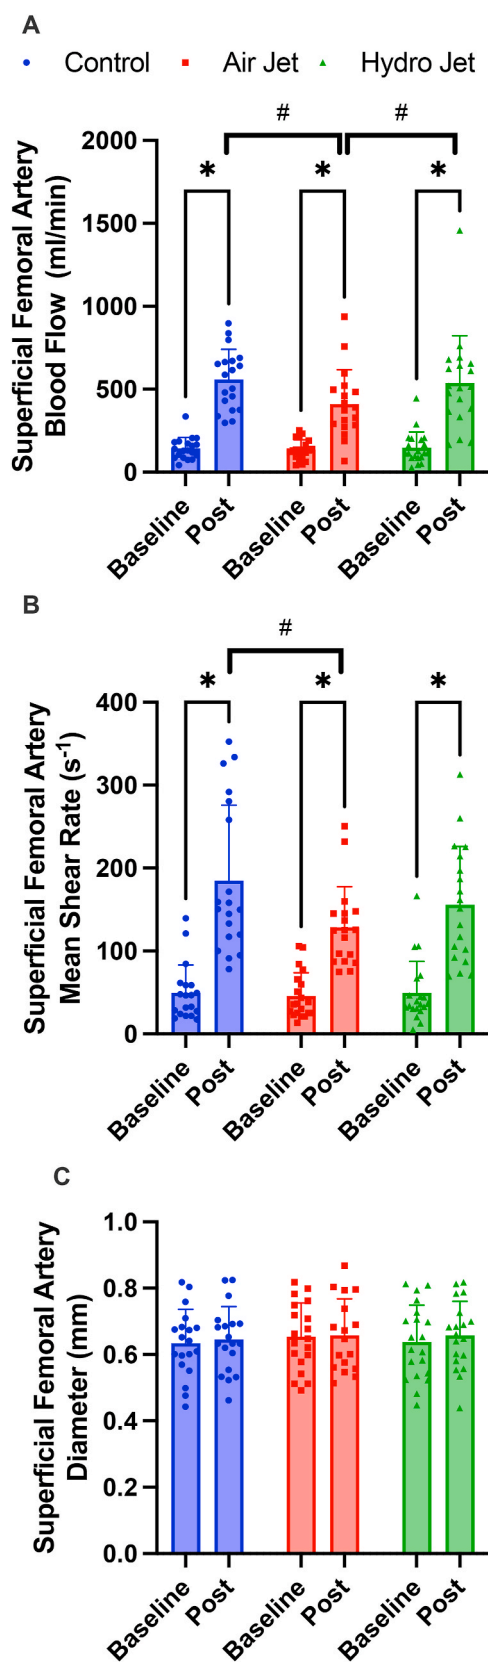 A
Control Air Jet Hydro Jet
# #
* * *
Superficial Femoral Artery
Blood Flow (ml/min)
2000
1500
1000
500
0
Baseline Post Baseline Post Baseline Post
B
#
* * *
Superficial Femoral Artery
Mean Shear Rate (s-1)
400
300
200
100
0
Baseline Post Baseline Post Baseline Post
C
Superficial Femoral Artery
Diameter (mm)
1.0
0.8
0.6
0.4
0.2
0.0
Baseline Post Baseline Post Baseline Post